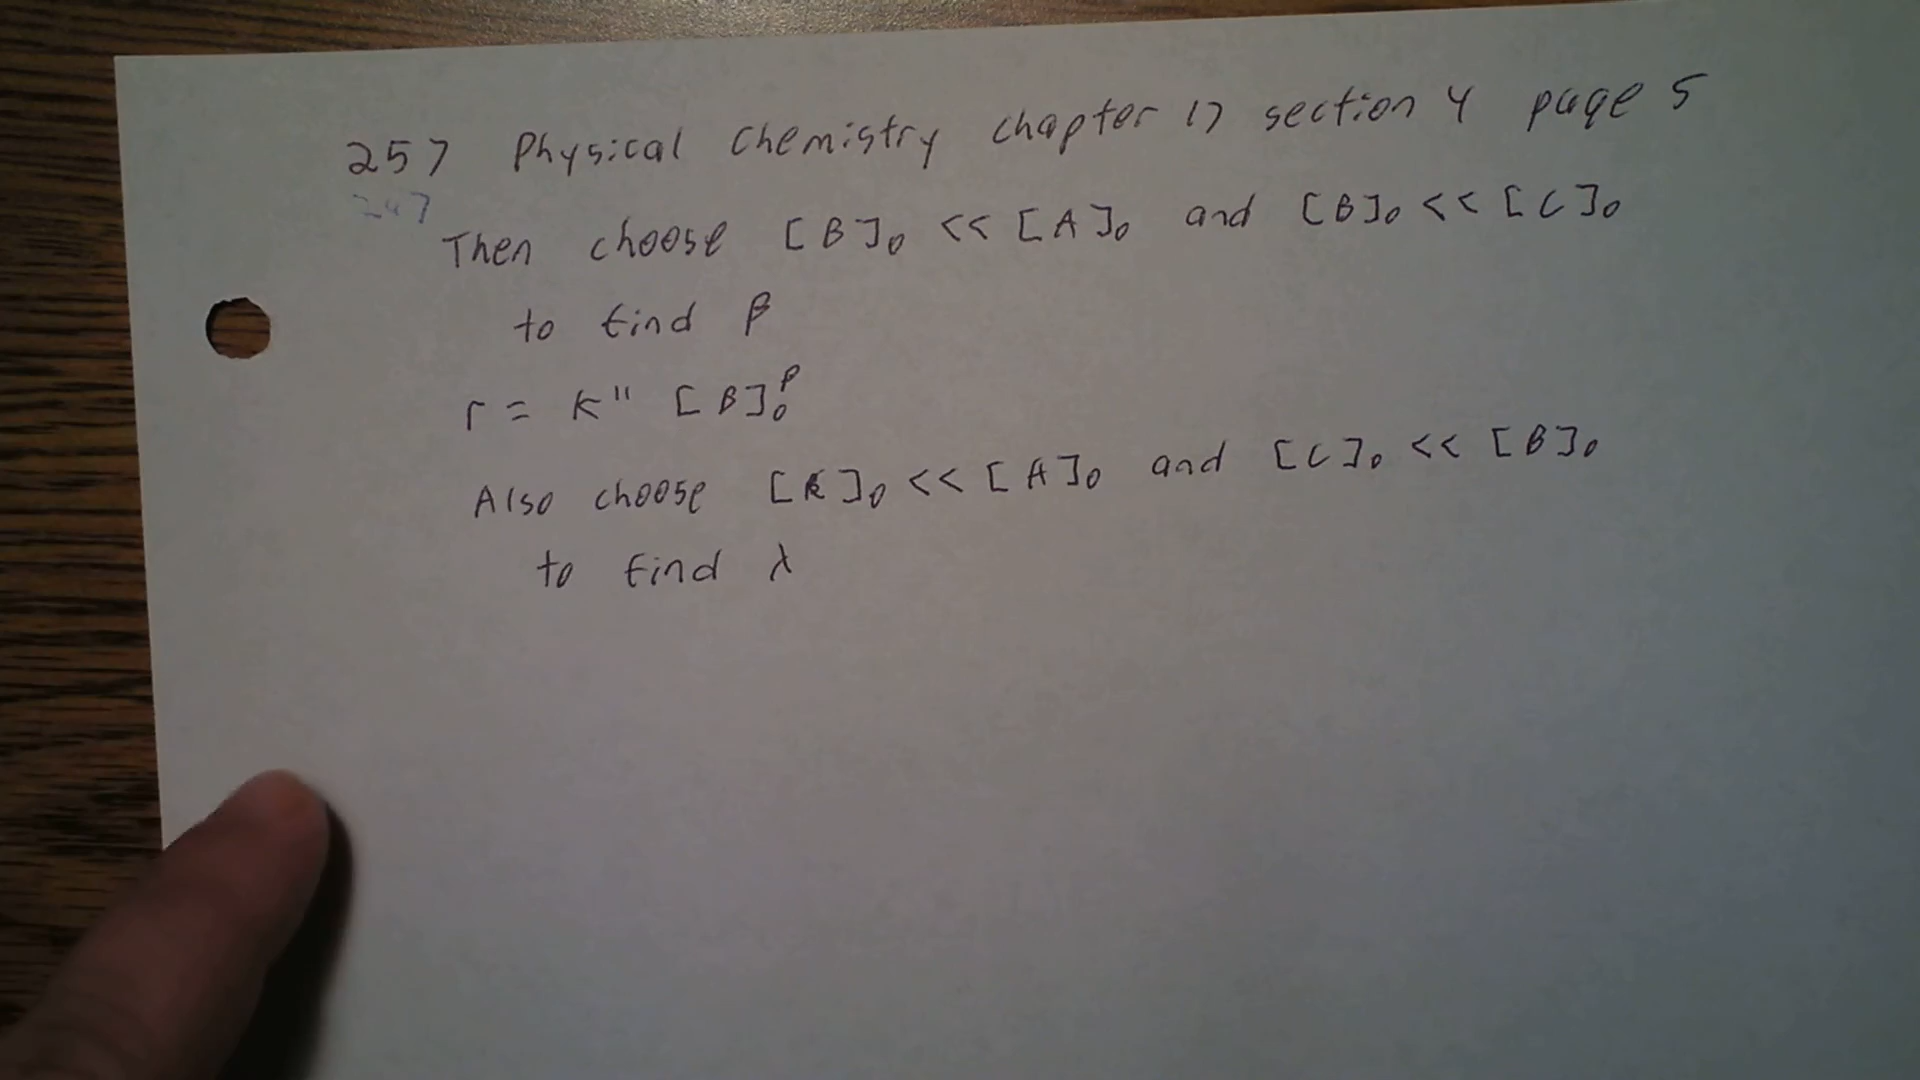 257 Physical Chemistry chapter 17 section 4 page 5
247
Then choose [B]₀ << [A]₀ and [B]₀ << [C]₀
to find β
r = k" [B]₀^β
Also choose [C]₀ << [A]₀ and [C]₀ << [B]₀
to find λ